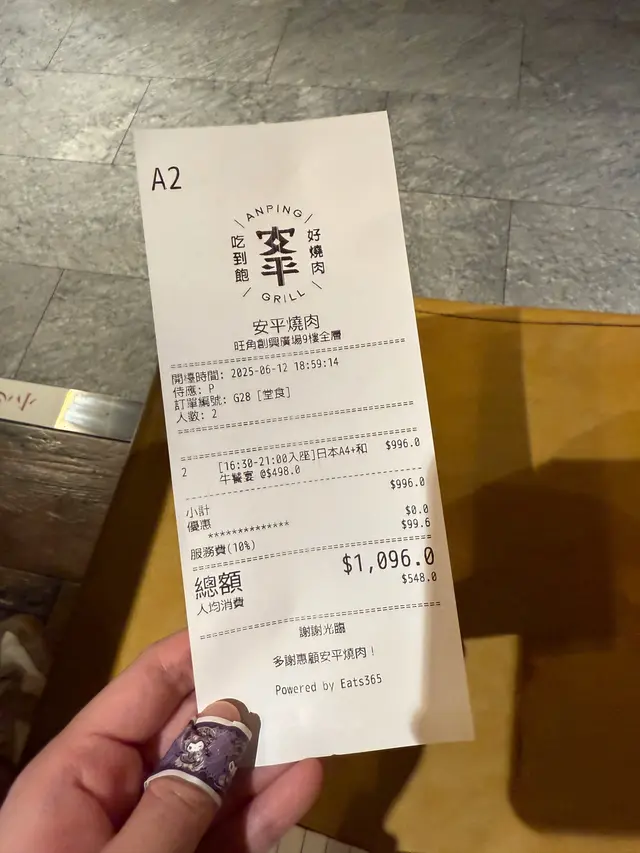 A2
ANPING
吃到飽
安平
好燒肉
GRILL
安平燒肉
旺角創興廣場9樓全層
開檯時間: 2025-06-12 18:59:14
侍應: P
訂單編號: G28 [堂食]
人數: 2
2 [16:30-21:00入座]日本A4+和 $996.0
牛餐宴 @$498.0
小計 $996.0
優惠 $0.0
**************
服務費(10%) $99.6
總額 $1,096.0
人均消費 $548.0
謝謝光臨
多謝惠顧安平燒肉！
Powered by Eats365
小心